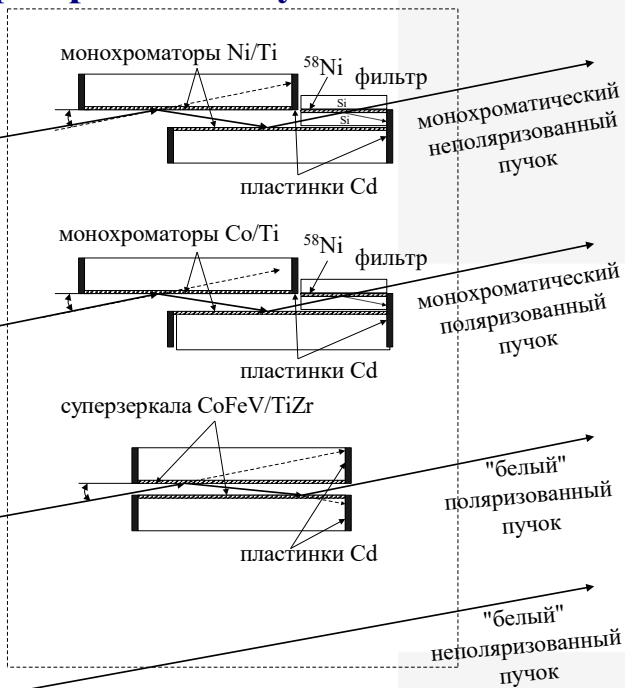 монохроматоры Ni/Ti
58Ni
фильтр
Si
Si
монохроматический
неполяризованный
пучок
пластинки Cd
монохроматоры Co/Ti
58Ni
фильтр
монохроматический
поляризованный
пучок
пластинки Cd
суперзеркала CoFeV/TiZr
"белый"
поляризованный
пучок
пластинки Cd
"белый"
неполяризованный
пучок